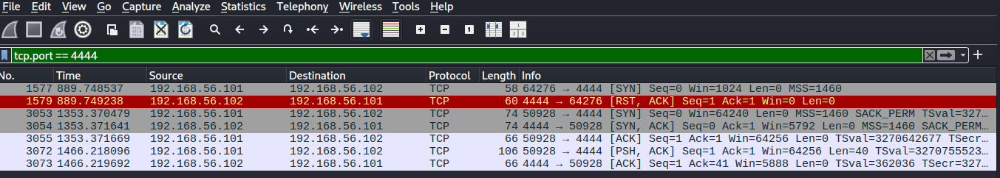 File Edit View Go Capture Analyze Statistics Telephony Wireless Tools Help
1
1
2 3
tcp.port == 4444
No. Time Source Destination Protocol Length Info
1577 889.748537 192.168.56.101 192.168.56.102 TCP 58 64276 → 4444 [SYN] Seq=0 Win=1024 Len=0 MSS=1460
1579 889.749238 192.168.56.102 192.168.56.101 TCP 60 4444 → 64276 [RST, ACK] Seq=1 Ack=1 Win=0 Len=0
3053 1353.370479 192.168.56.101 192.168.56.102 TCP 74 50928 → 4444 [SYN] Seq=0 Win=64240 Len=0 MSS=1460 SACK_PERM TSval=327…
3054 1353.371641 192.168.56.102 192.168.56.101 TCP 74 4444 → 50928 [SYN, ACK] Seq=0 Ack=1 Win=5792 Len=0 MSS=1460 SACK_PERM…
3055 1353.371669 192.168.56.101 192.168.56.102 TCP 66 50928 → 4444 [ACK] Seq=1 Ack=1 Win=64256 Len=0 TSval=3270642677 TSecr…
3072 1466.218096 192.168.56.101 192.168.56.102 TCP 106 50928 → 4444 [PSH, ACK] Seq=1 Ack=1 Win=64256 Len=40 TSval=3270755523…
3073 1466.219692 192.168.56.102 192.168.56.101 TCP 66 4444 → 50928 [ACK] Seq=1 Ack=41 Win=5888 Len=0 TSval=362036 TSecr=327…